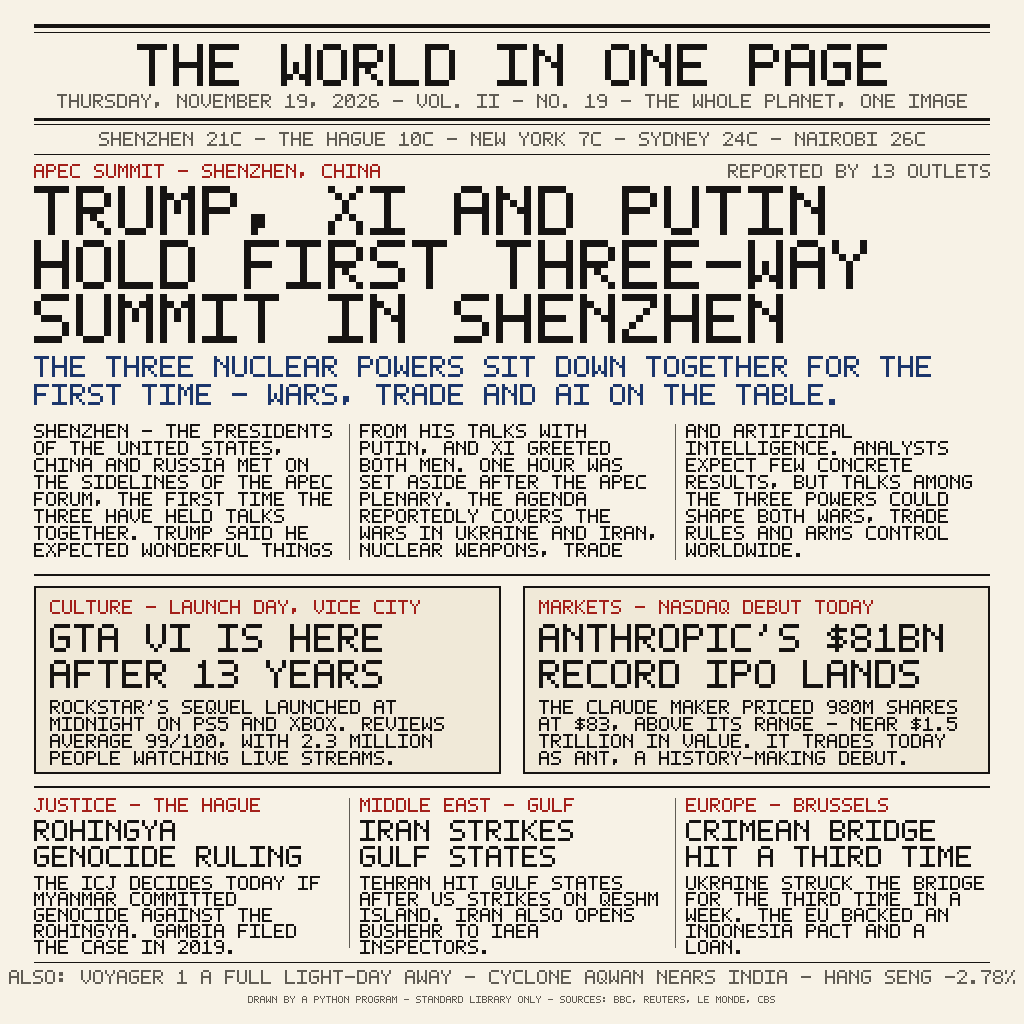 THE WORLD IN ONE PAGE
THURSDAY, NOVEMBER 19, 2026 – VOL. II – NO. 19 – THE WHOLE PLANET, ONE IMAGE
SHENZHEN 21C – THE HAGUE 10C – NEW YORK 7C – SYDNEY 24C – NAIROBI 26C
APEC SUMMIT – SHENZHEN, CHINA
REPORTED BY 13 OUTLETS
TRUMP, XI AND PUTIN
HOLD FIRST THREE-WAY
SUMMIT IN SHENZHEN
THE THREE NUCLEAR POWERS SIT DOWN TOGETHER FOR THE
FIRST TIME – WARS, TRADE AND AI ON THE TABLE.
SHENZHEN – THE PRESIDENTS
OF THE UNITED STATES,
CHINA AND RUSSIA MET ON
THE SIDELINES OF THE APEC
FORUM, THE FIRST TIME THE
THREE HAVE HELD TALKS
TOGETHER. TRUMP SAID HE
EXPECTED WONDERFUL THINGS
FROM HIS TALKS WITH
PUTIN, AND XI GREETED
BOTH MEN. ONE HOUR WAS
SET ASIDE AFTER THE APEC
PLENARY. THE AGENDA
REPORTEDLY COVERS THE
WARS IN UKRAINE AND IRAN,
NUCLEAR WEAPONS, TRADE
AND ARTIFICIAL
INTELLIGENCE. ANALYSTS
EXPECT FEW CONCRETE
RESULTS, BUT TALKS AMONG
THE THREE POWERS COULD
SHAPE BOTH WARS, TRADE
RULES AND ARMS CONTROL
WORLDWIDE.
CULTURE – LAUNCH DAY, VICE CITY
GTA VI IS HERE
AFTER 13 YEARS
ROCKSTAR'S SEQUEL LAUNCHED AT
MIDNIGHT ON PS5 AND XBOX. REVIEWS
AVERAGE 99/100, WITH 2.3 MILLION
PEOPLE WATCHING LIVE STREAMS.
MARKETS – NASDAQ DEBUT TODAY
ANTHROPIC'S $81BN
RECORD IPO LANDS
THE CLAUDE MAKER PRICED 980M SHARES
AT $83, ABOVE ITS RANGE – NEAR $1.5
TRILLION IN VALUE. IT TRADES TODAY
AS ANT, A HISTORY-MAKING DEBUT.
JUSTICE – THE HAGUE
ROHINGYA
GENOCIDE RULING
THE ICJ DECIDES TODAY IF
MYANMAR COMMITTED
GENOCIDE AGAINST THE
ROHINGYA. GAMBIA FILED
THE CASE IN 2019.
MIDDLE EAST – GULF
IRAN STRIKES
GULF STATES
TEHRAN HIT GULF STATES
AFTER US STRIKES ON QESHM
ISLAND. IRAN ALSO OPENS
BUSHEHR TO IAEA
INSPECTORS.
EUROPE – BRUSSELS
CRIMEAN BRIDGE
HIT A THIRD TIME
UKRAINE STRUCK THE BRIDGE
FOR THE THIRD TIME IN A
WEEK. THE EU BACKED AN
INDONESIA PACT AND A
LOAN.
ALSO: VOYAGER 1 A FULL LIGHT-DAY AWAY – CYCLONE AQWAN NEARS INDIA – HANG SENG -2.78%
DRAWN BY A PYTHON PROGRAM – STANDARD LIBRARY ONLY – SOURCES: BBC, REUTERS, LE MONDE, CBS